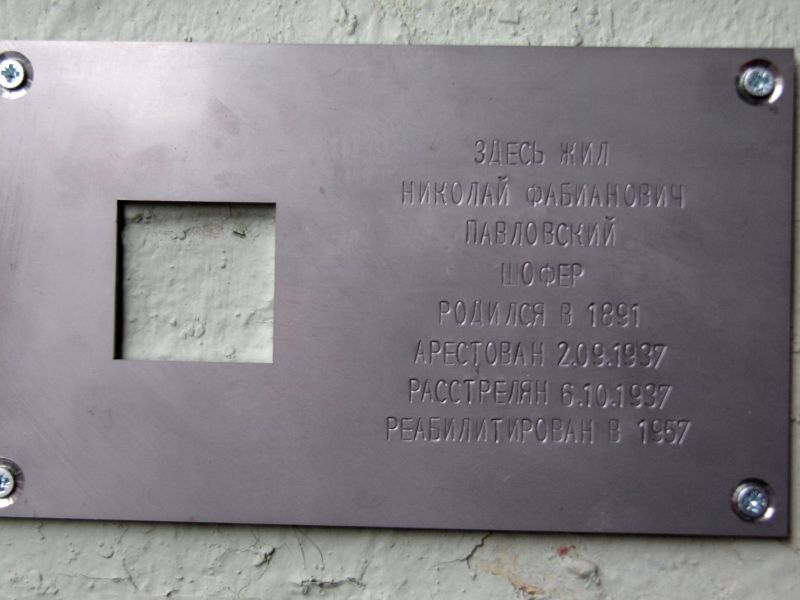 ЗДЕСЬ ЖИЛ
НИКОЛАЙ ФАБИАНОВИЧ
ПАВЛОВСКИЙ
ШОФЕР
РОДИЛСЯ В 1891
АРЕСТОВАН 2.09.1937
РАССТРЕЛЯН 6.10.1937
РЕАБИЛИТИРОВАН В 1957